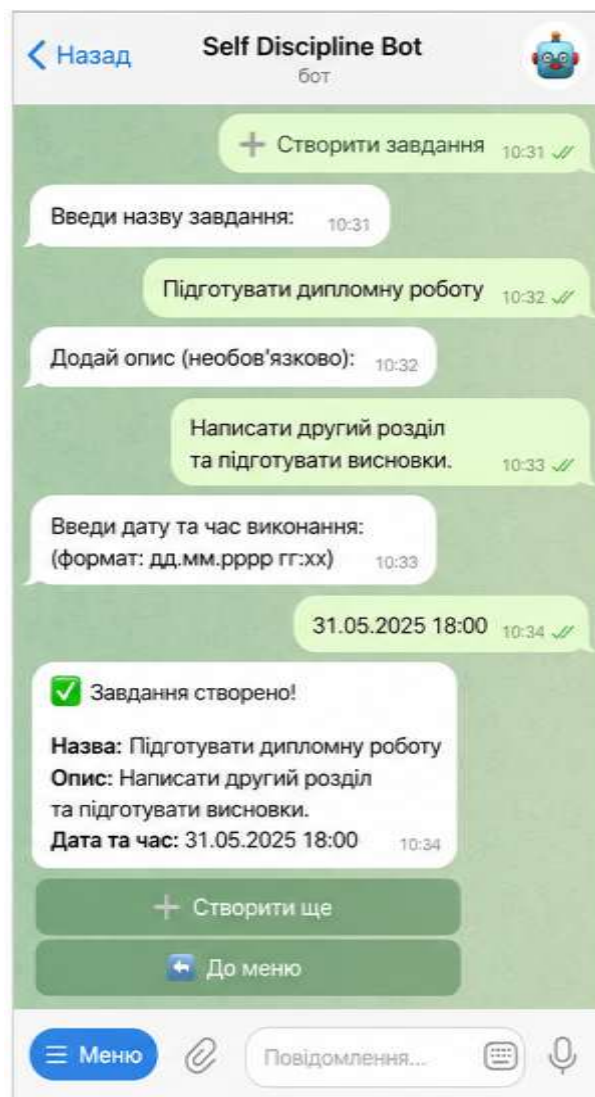 Назад
Self Discipline Bot
бот
Створити завдання 10:31
Введи назву завдання: 10:31
Підготувати дипломну роботу 10:32
Додай опис (необов'язково): 10:32
Написати другий розділ
та підготувати висновки. 10:33
Введи дату та час виконання:
(формат: дд.мм.рррр гг:хх) 10:33
31.05.2025 18:00 10:34
✅ Завдання створено!
Назва: Підготувати дипломну роботу
Опис: Написати другий розділ
та підготувати висновки.
Дата та час: 31.05.2025 18:00 10:34
Створити ще
До меню
Меню
Повідомлення...